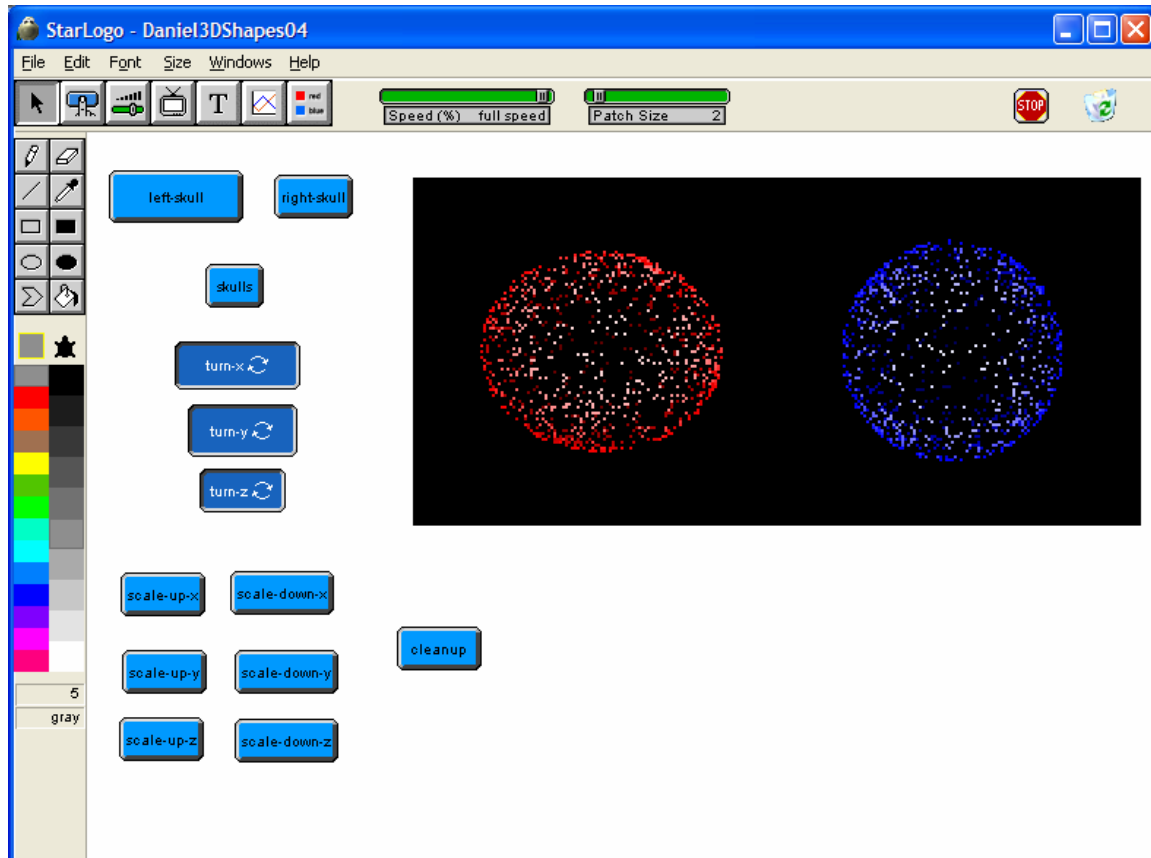 StarLogo - Daniel3DShapes04
File Edit Font Size Windows Help
T
red
blue
Speed (%) full speed
Patch Size 2
STOP
left-skull
right-skull
skulls
turn-x
turn-y
turn-z
scale-up-x
scale-down-x
cleanup
scale-up-y
scale-down-y
scale-up-z
scale-down-z
5
gray